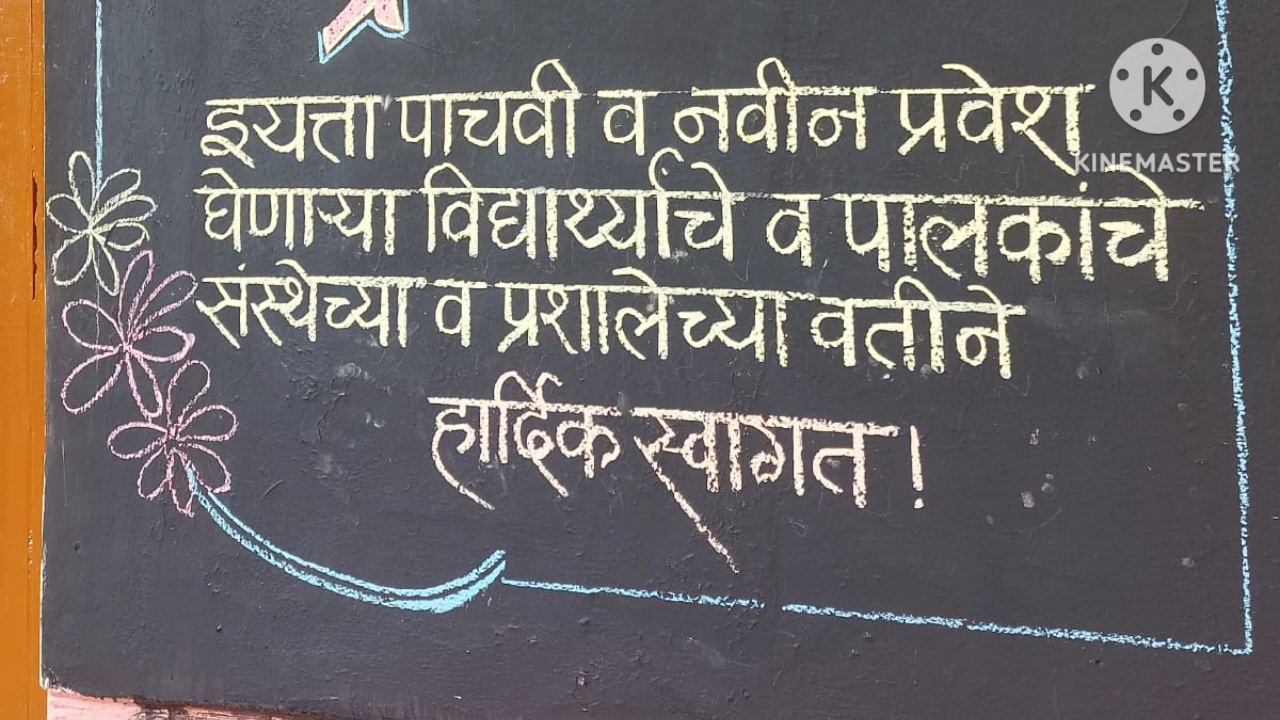 इयत्ता पाचवी व नवीन प्रवेश
घेणाऱ्या विद्यार्थ्यांचे व पालकांचे
संस्थेच्या व प्रशालेच्या वतीने
हार्दिक स्वागत !
K
KINEMASTER